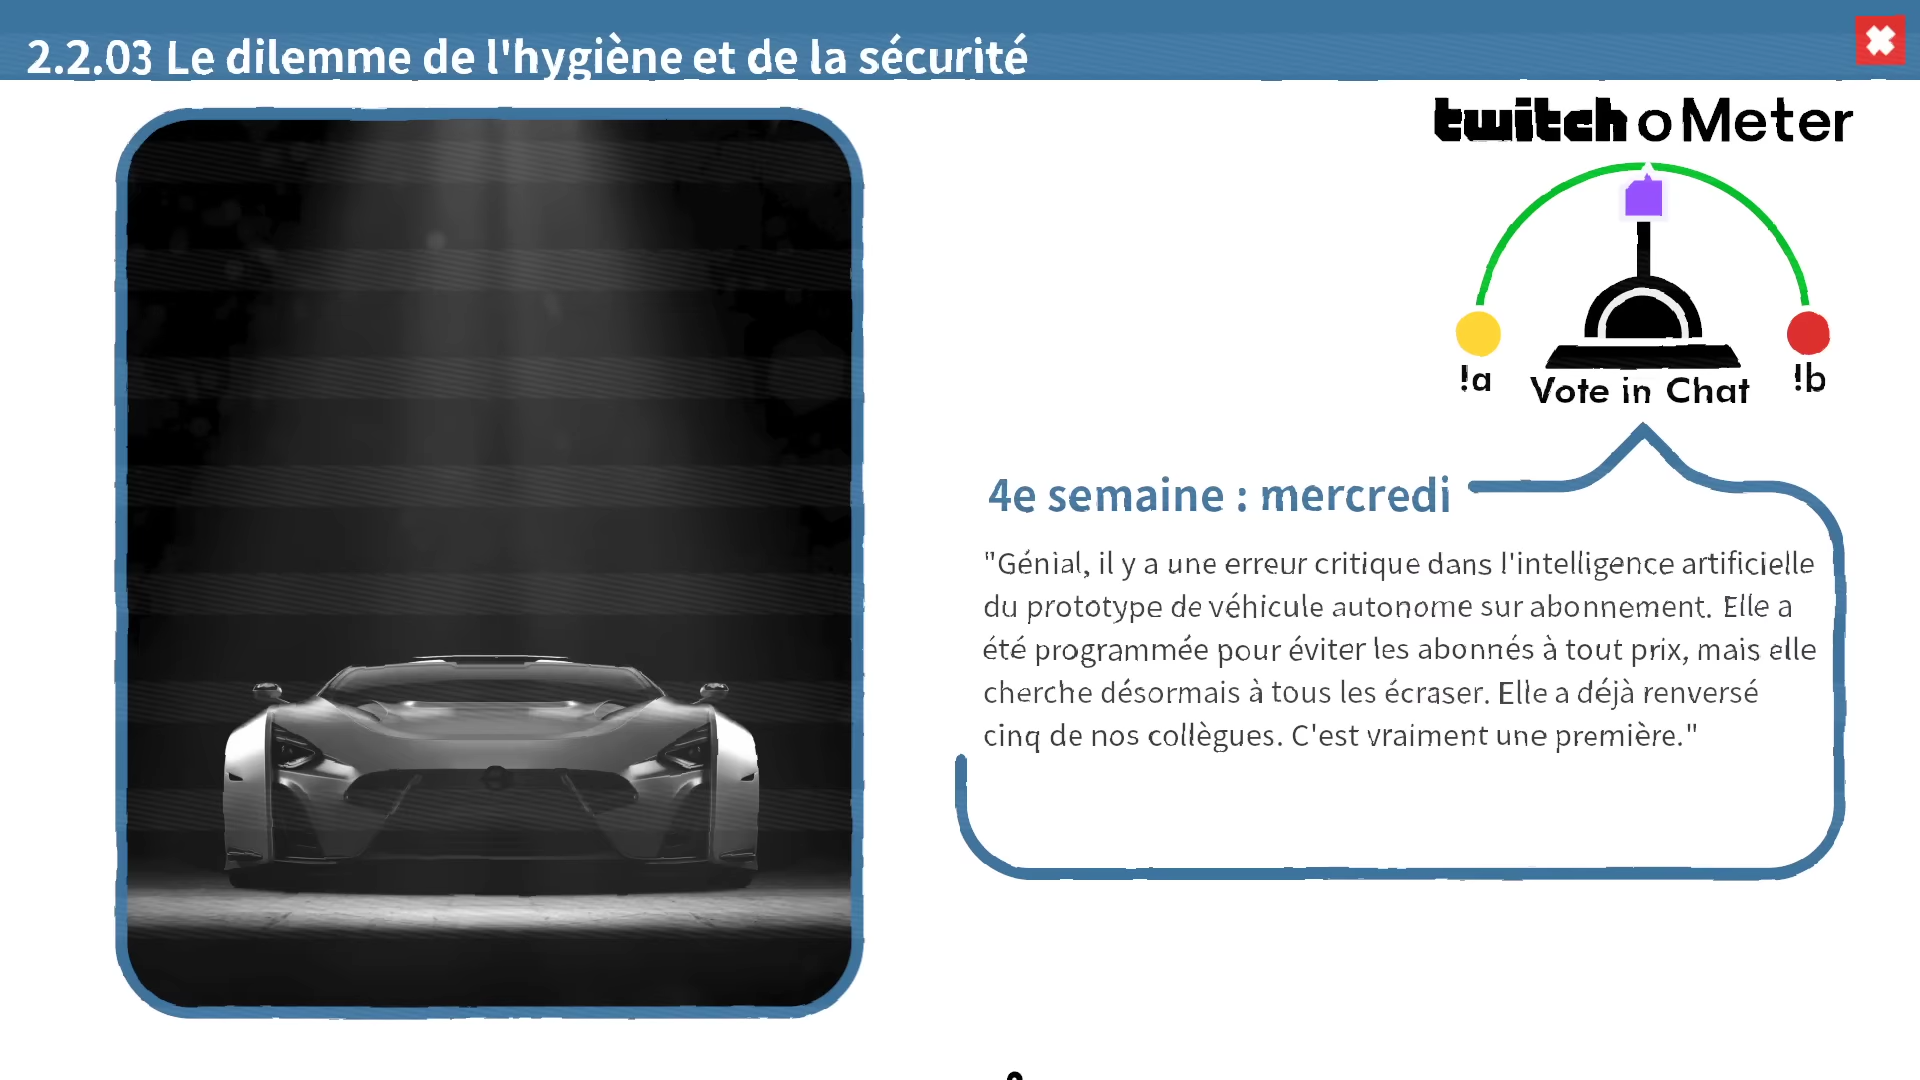 2.2.03 Le dilemme de l'hygiène et de la sécurité
twitch o Meter
!a
Vote in Chat
!b
4e semaine : mercredi
"Génial, il y a une erreur critique dans l'intelligence artificielle
du prototype de véhicule autonome sur abonnement. Elle a
été programmée pour éviter les abonnés à tout prix, mais elle
cherche désormais à tous les écraser. Elle a déjà renversé
cinq de nos collègues. C'est vraiment une première."